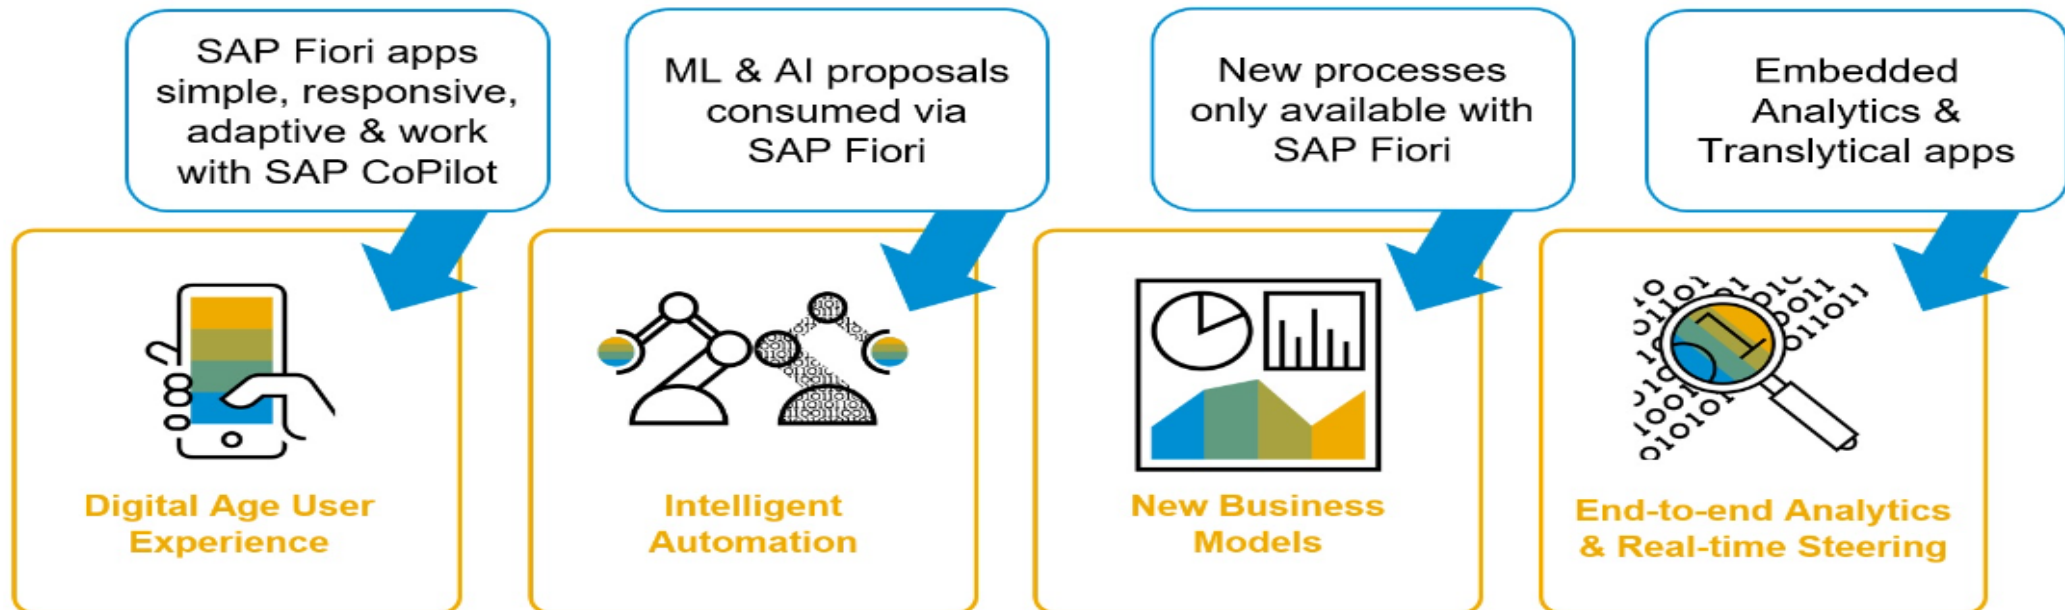 SAP Fiori apps
simple, responsive,
adaptive & work
with SAP CoPilot
ML & AI proposals
consumed via
SAP Fiori
New processes
only available with
SAP Fiori
Embedded
Analytics &
Translytical apps
Digital Age User
Experience
Intelligent
Automation
New Business
Models
End-to-end Analytics
& Real-time Steering